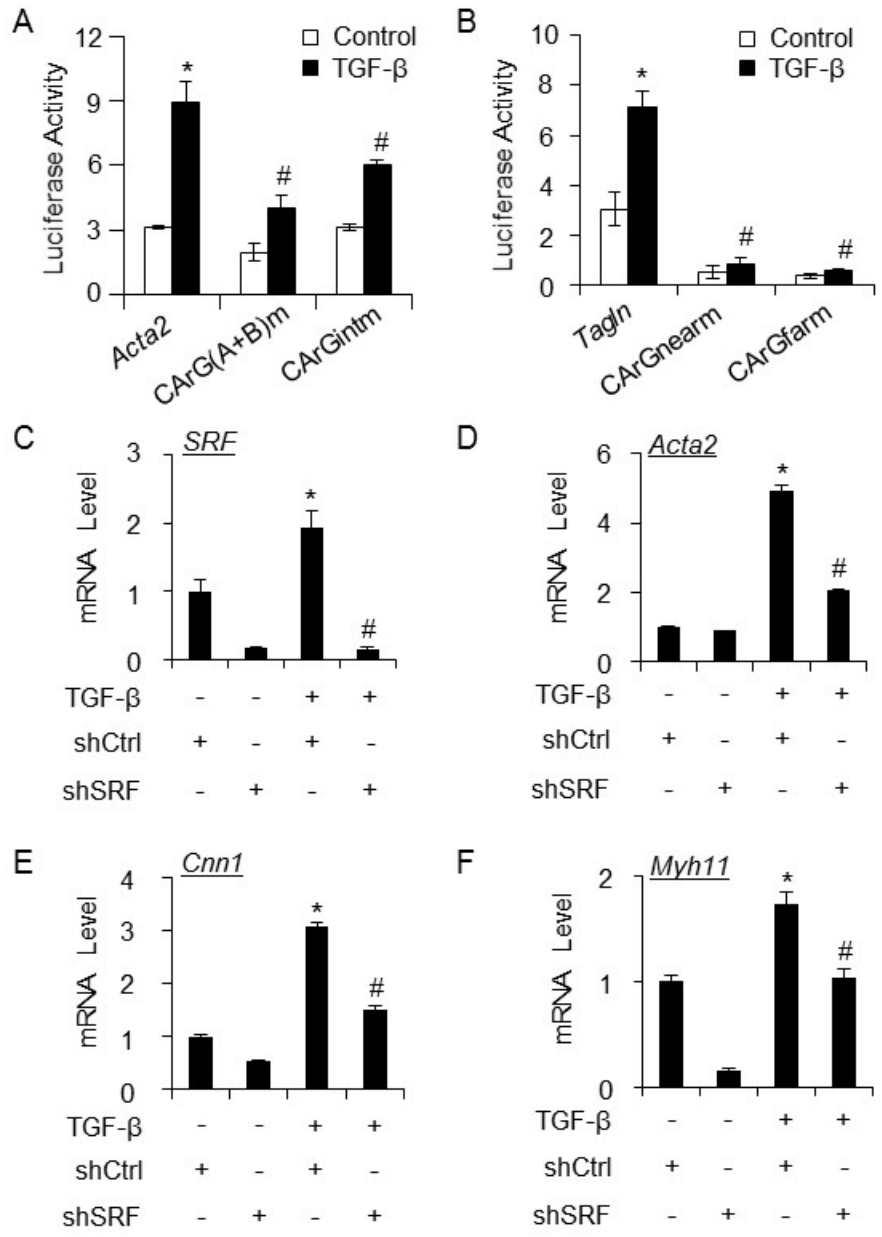 A
12
9
6
3
0
Luciferase Activity
Control
TGF-β
*
#
#
Acta2
CArG(A+B)m
CArGintm
B
10
8
6
4
2
0
Luciferase Activity
Control
TGF-β
*
#
#
Tagln
CArGnearm
CArGfarm
C
SRF
3
2
1
0
mRNA Level
*
#
TGF-β - - + +
shCtrl + - + -
shSRF - + - +
D
Acta2
6
4
2
0
mRNA Level
*
#
TGF-β - - + +
shCtrl + - + -
shSRF - + - +
E
Cnn1
4
3
2
1
0
mRNA Level
*
#
TGF-β - - + +
shCtrl + - + -
shSRF - + - +
F
Myh11
2
1
0
mRNA Level
*
#
TGF-β - - + +
shCtrl + - + -
shSRF - + - +